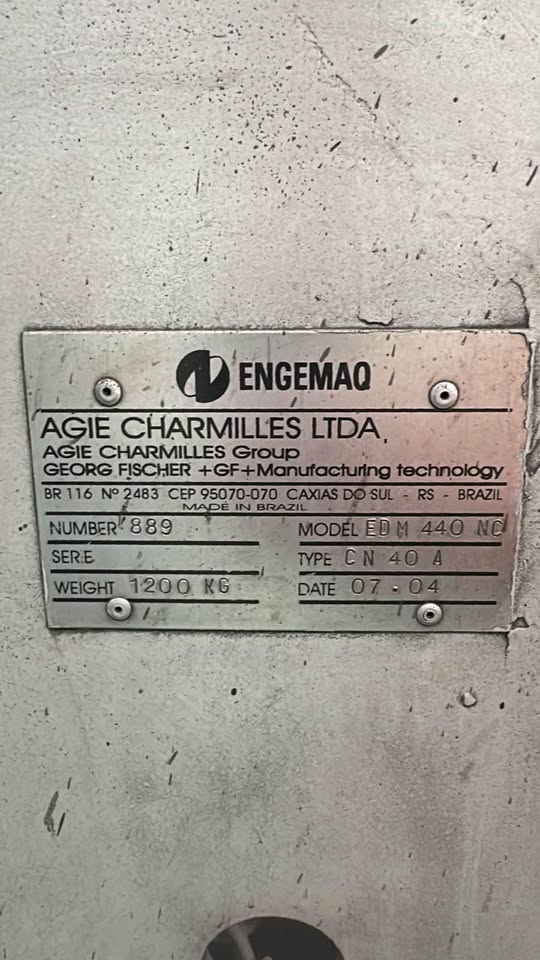 ENGEMAQ
AGIE CHARMILLES LTDA.
AGIE CHARMILLES Group
GEORG FISCHER +GF+ Manufacturing technology
BR 116 Nº 2483 CEP 95070-070 CAXIAS DO SUL - RS - BRAZIL
MADE IN BRAZIL
NUMBER 889 MODEL EDM 440 NC
SERE TYPE CN 40 A
WEIGHT 1200 KG DATE 07-04